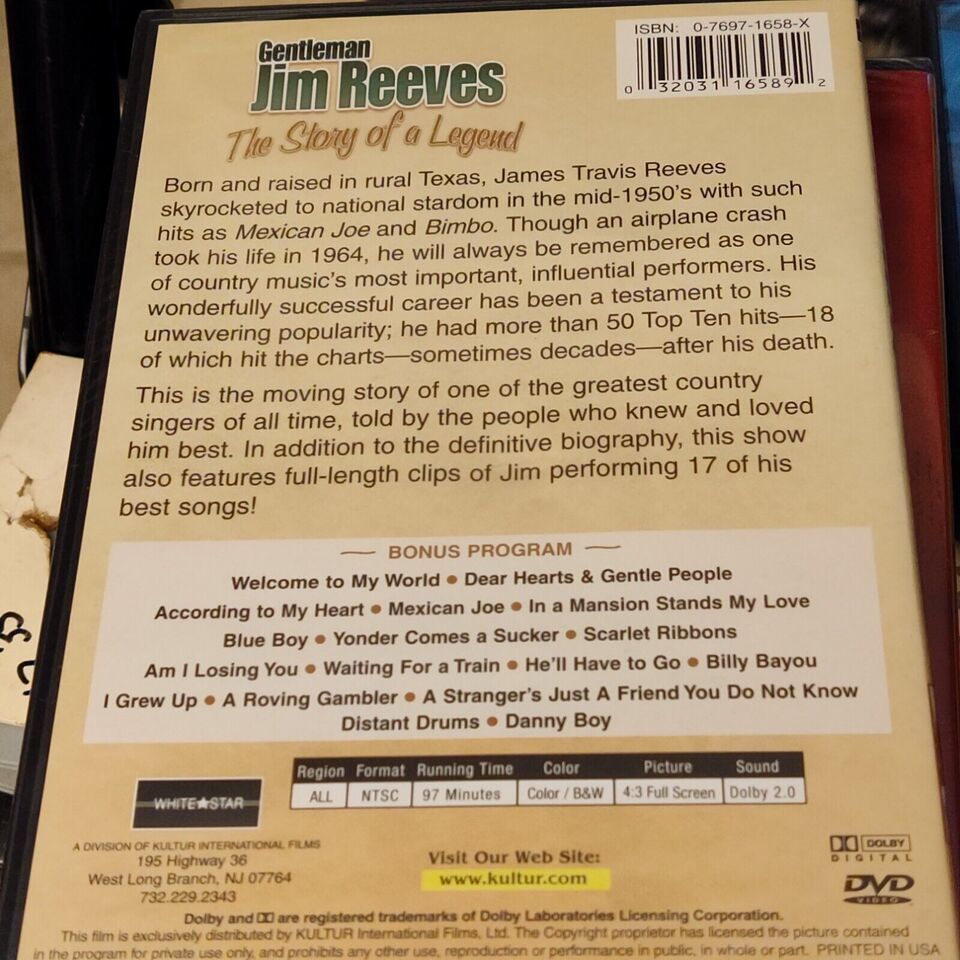 Gentleman
Jim Reeves
The Story of a Legend
ISBN: 0-7697-1658-X
0 32031 16589 2
Born and raised in rural Texas, James Travis Reeves
skyrocketed to national stardom in the mid-1950's with such
hits as Mexican Joe and Bimbo. Though an airplane crash
took his life in 1964, he will always be remembered as one
of country music's most important, influential performers. His
wonderfully successful career has been a testament to his
unwavering popularity; he had more than 50 Top Ten hits—18
of which hit the charts—sometimes decades—after his death.
This is the moving story of one of the greatest country
singers of all time, told by the people who knew and loved
him best. In addition to the definitive biography, this show
also features full-length clips of Jim performing 17 of his
best songs!
— BONUS PROGRAM —
Welcome to My World • Dear Hearts & Gentle People
According to My Heart • Mexican Joe • In a Mansion Stands My Love
Blue Boy • Yonder Comes a Sucker • Scarlet Ribbons
Am I Losing You • Waiting For a Train • He'll Have to Go • Billy Bayou
I Grew Up • A Roving Gambler • A Stranger's Just A Friend You Do Not Know
Distant Drums • Danny Boy
Region Format Running Time Color Picture Sound
ALL NTSC 97 Minutes Color / B&W 4:3 Full Screen Dolby 2.0
WHITE★STAR
A DIVISION OF KULTUR INTERNATIONAL FILMS
195 Highway 36
West Long Branch, NJ 07764
732.229.2343
Visit Our Web Site:
www.kultur.com
DOLBY
DIGITAL
DVD
VIDEO
Dolby and are registered trademarks of Dolby Laboratories Licensing Corporation.
This film is exclusively distributed by KULTUR International Films, Ltd. The Copyright proprietor has licensed the picture contained
in the program for private use only, and prohibits any other use, reproduction or performance in public, in whole or part. PRINTED IN USA